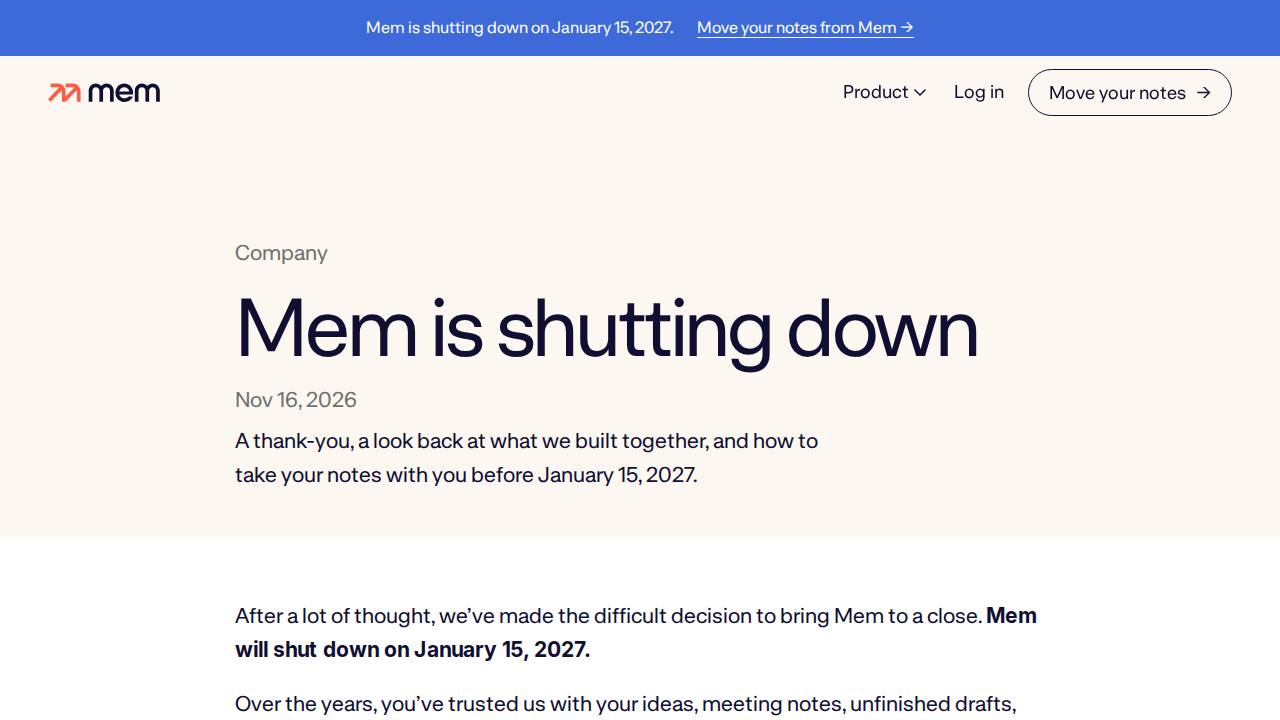 Mem is shutting down on January 15, 2027. Move your notes from Mem →
mem
Product Log in Move your notes →
Company
Mem is shutting down
Nov 16, 2026
A thank-you, a look back at what we built together, and how to
take your notes with you before January 15, 2027.
After a lot of thought, we’ve made the difficult decision to bring Mem to a close. Mem
will shut down on January 15, 2027.
Over the years, you’ve trusted us with your ideas, meeting notes, unfinished drafts,